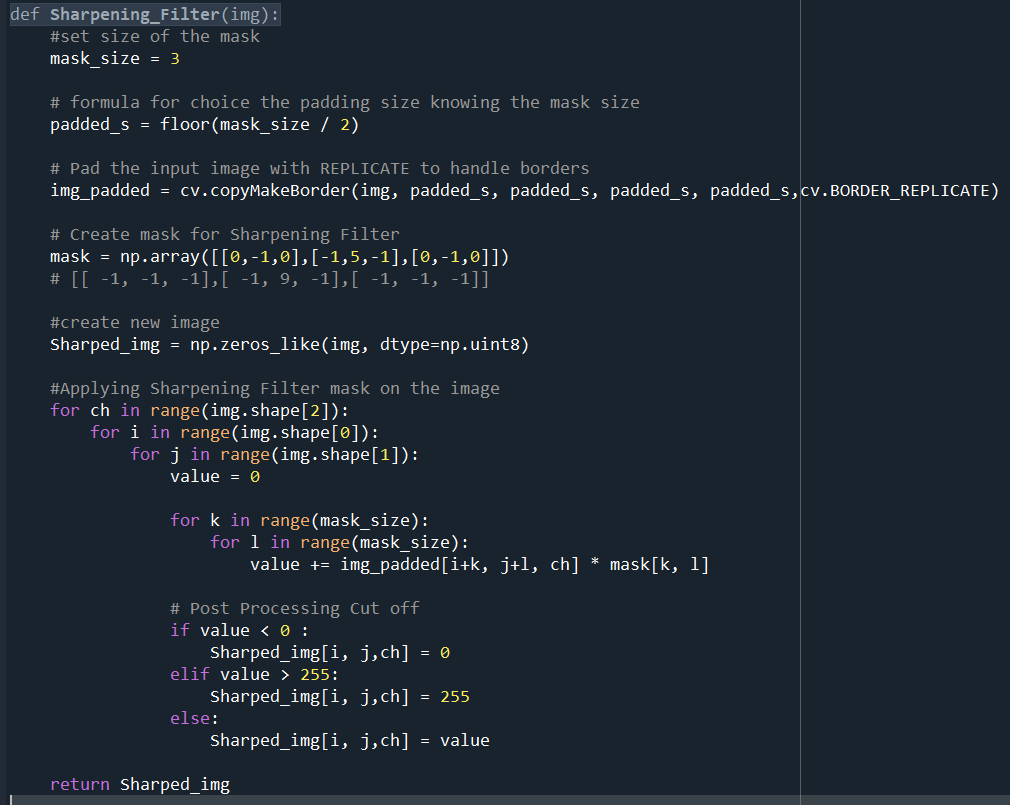 def Sharpening_Filter(img):
    #set size of the mask
    mask_size = 3

    # formula for choice the padding size knowing the mask size
    padded_s = floor(mask_size / 2)

    # Pad the input image with REPLICATE to handle borders
    img_padded = cv.copyMakeBorder(img, padded_s, padded_s, padded_s, padded_s,cv.BORDER_REPLICATE)

    # Create mask for Sharpening Filter
    mask = np.array([[0,-1,0],[-1,5,-1],[0,-1,0]])
    # [[ -1, -1, -1],[ -1, 9, -1],[ -1, -1, -1]]

    #create new image
    Sharped_img = np.zeros_like(img, dtype=np.uint8)

    #Applying Sharpening Filter mask on the image
    for ch in range(img.shape[2]):
        for i in range(img.shape[0]):
            for j in range(img.shape[1]):
                value = 0

                for k in range(mask_size):
                    for l in range(mask_size):
                        value += img_padded[i+k, j+l, ch] * mask[k, l]

                # Post Processing Cut off
                if value < 0 :
                    Sharped_img[i, j,ch] = 0
                elif value > 255:
                    Sharped_img[i, j,ch] = 255
                else:
                    Sharped_img[i, j,ch] = value

    return Sharped_img